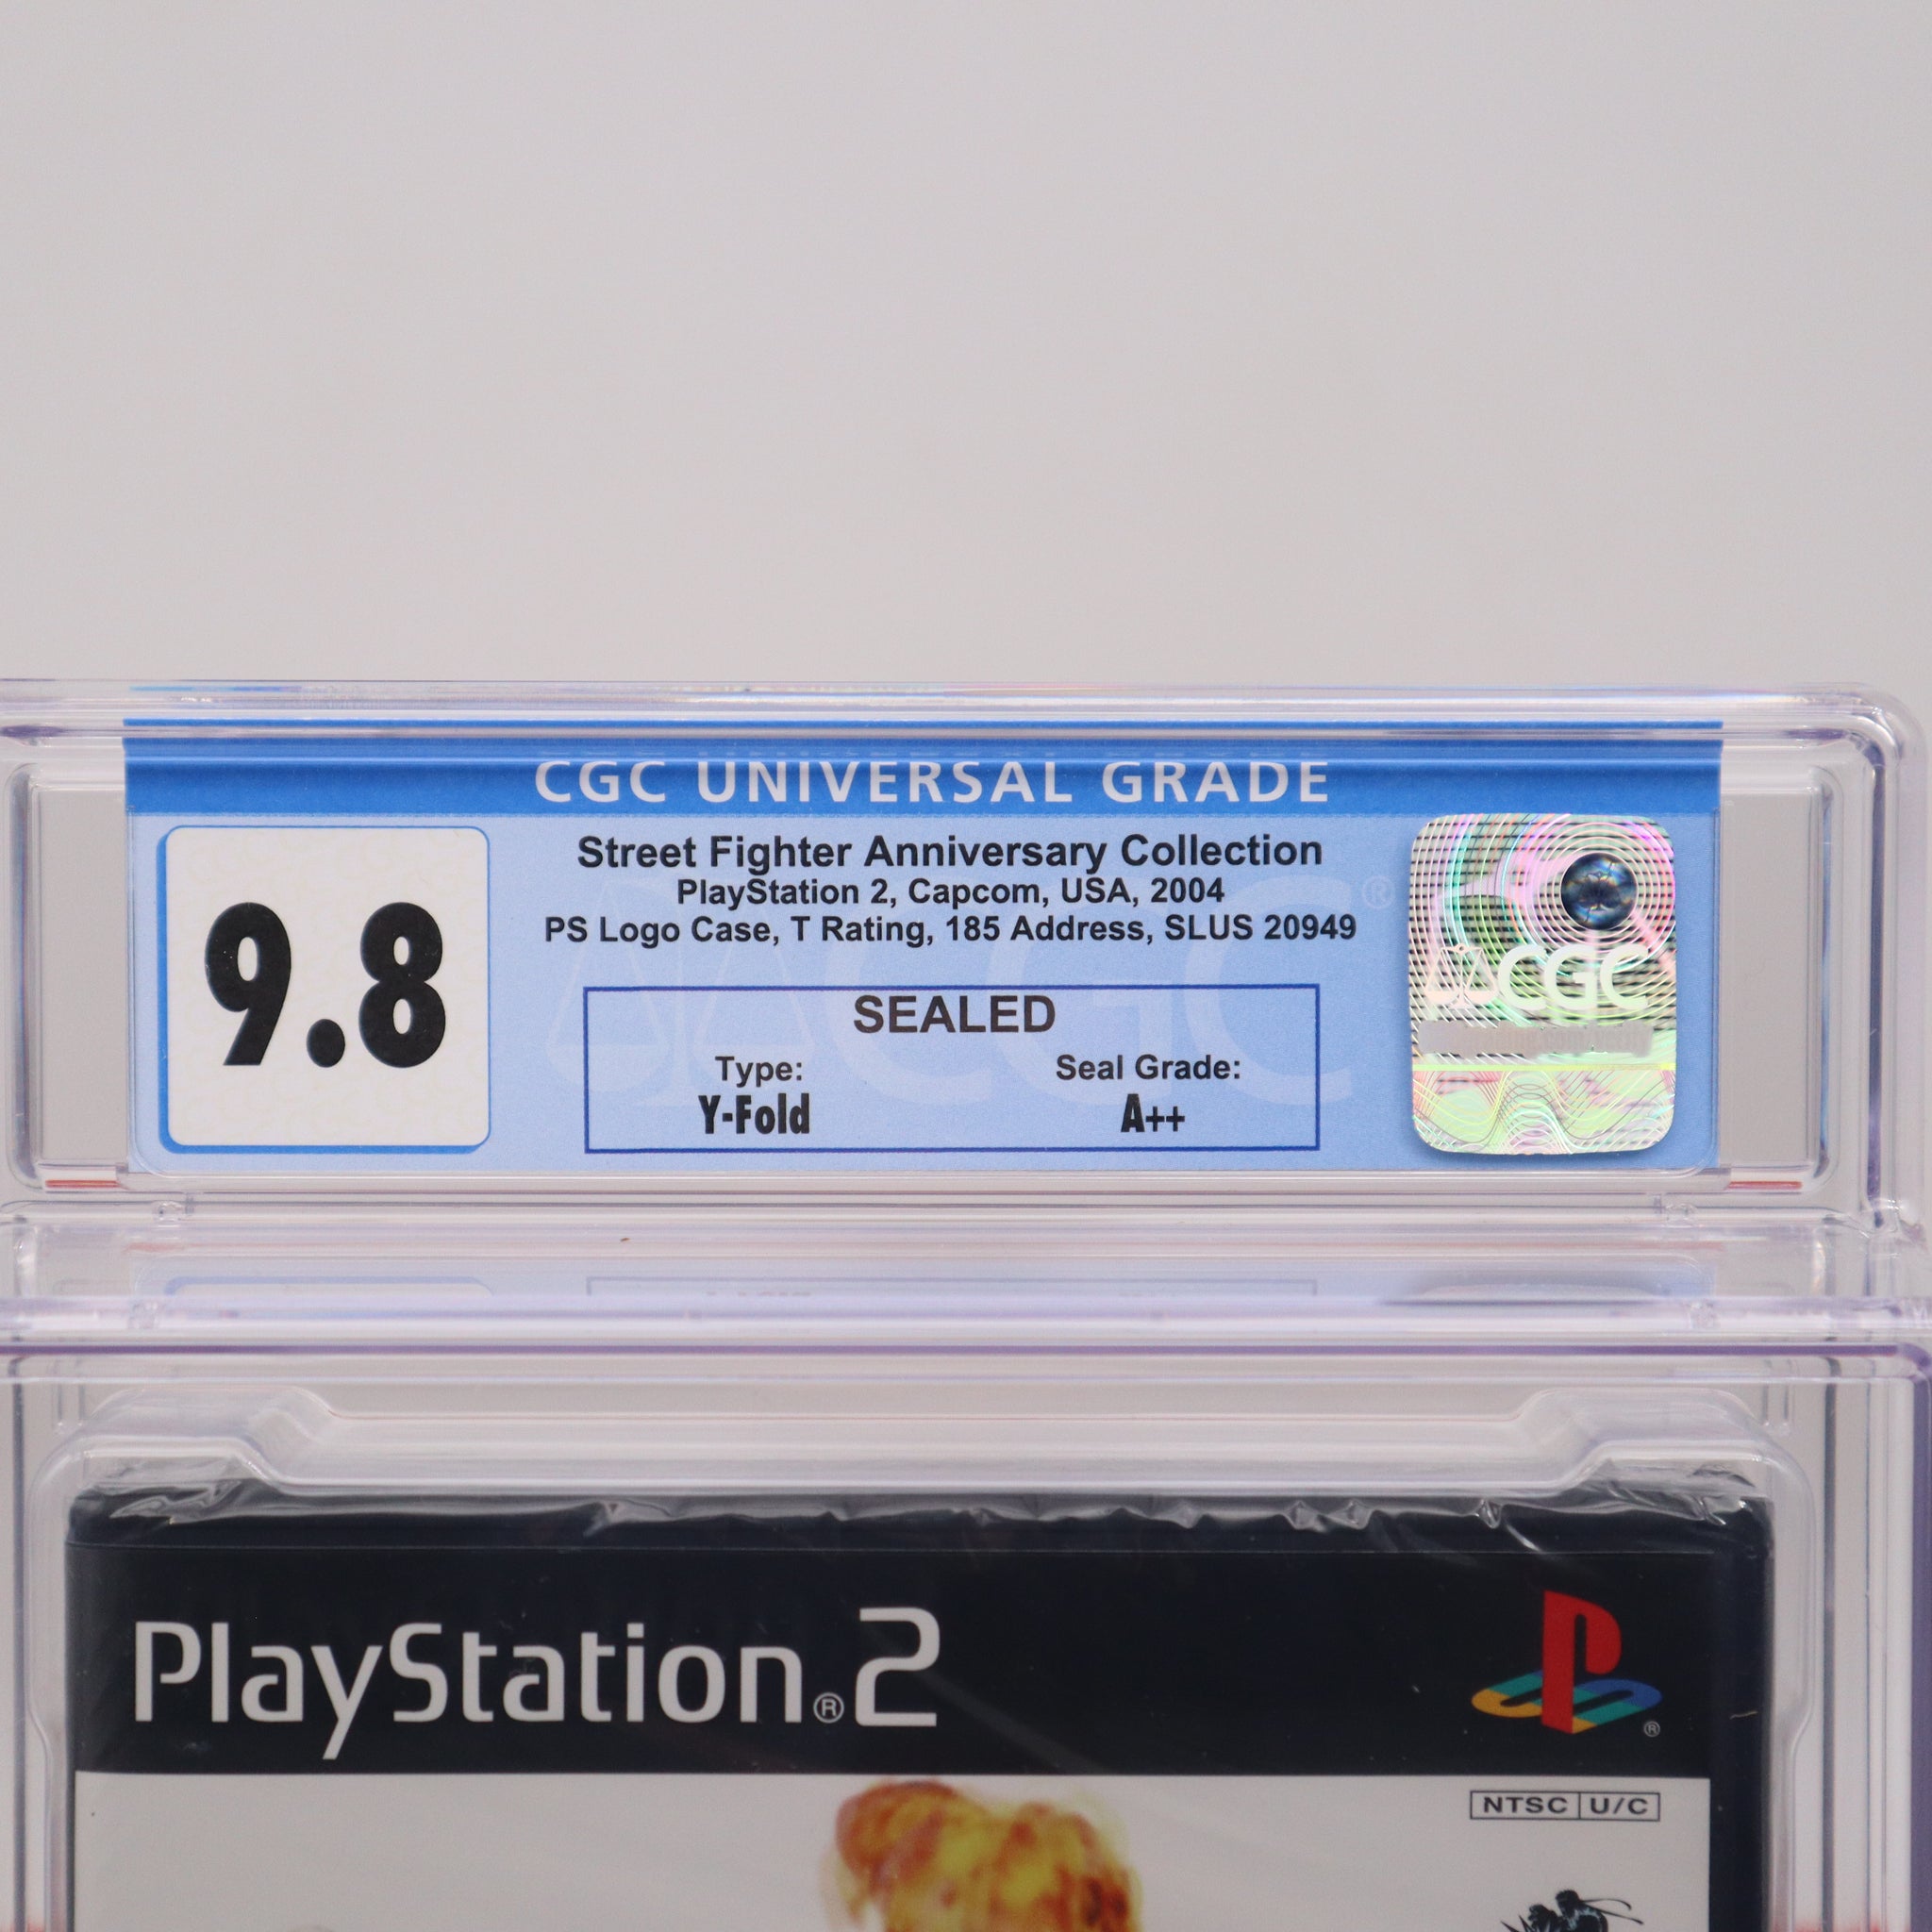 CGC UNIVERSAL GRADE
9.8
Street Fighter Anniversary Collection
PlayStation 2, Capcom, USA, 2004
PS Logo Case, T Rating, 185 Address, SLUS 20949
SEALED
Type:
Y-Fold
Seal Grade:
A++
CGC
PlayStation®2
NTSC U/C